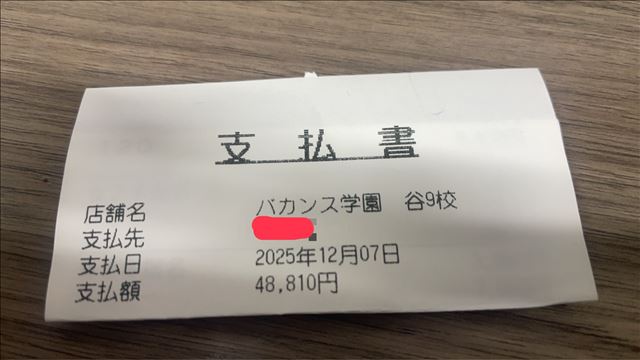 支払書
店舗名 バカンス学園 谷9校
支払先
支払日 2025年12月07日
支払額 48,810円